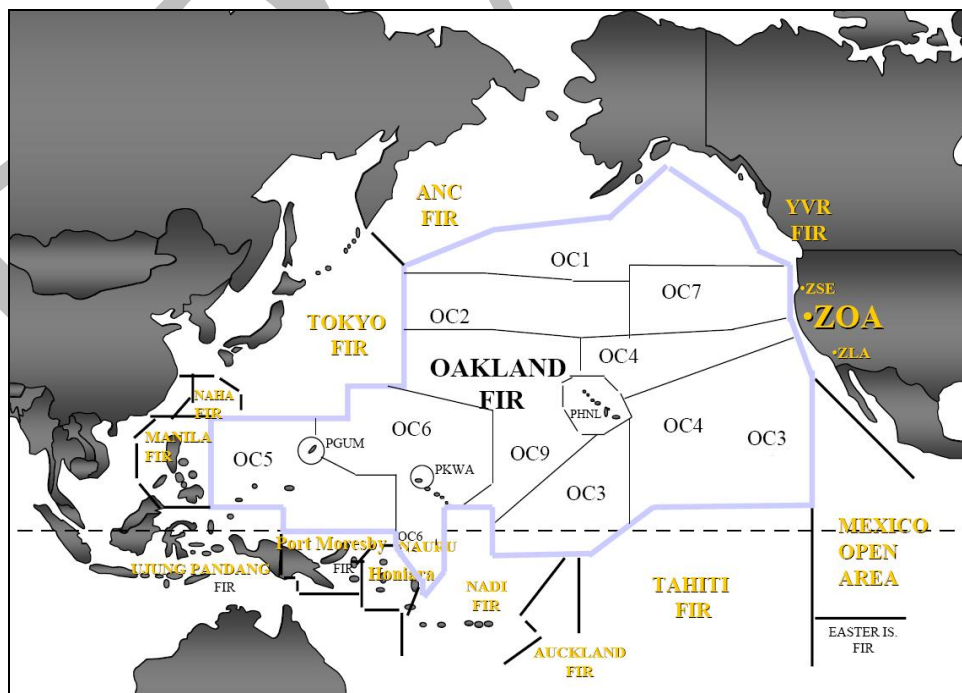 ANC
FIR
YVR
FIR
OC1
OC7
•ZSE
•ZOA
•ZLA
OC2
TOKYO
FIR
OC4
OAKLAND
FIR
NAHA
FIR
PHNL
MANILA
FIR
OC6
PGUM
OC4
OC3
OC5
OC9
PKWA
OC3
OC6
Port Moresby
NAURU
MEXICO
OPEN
AREA
UJUNG PANDANG
FIR
FIR
Honiara
NADI
FIR
TAHITI
FIR
EASTER IS.
FIR
AUCKLAND
FIR